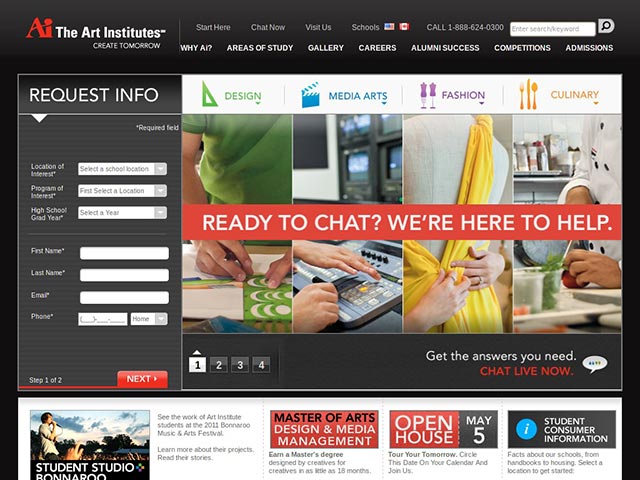 Ai The Art Institutes℠
CREATE TOMORROW
Start Here Chat Now Visit Us Schools CALL 1-888-624-0300 Enter search/keyword
WHY Ai? AREAS OF STUDY GALLERY CAREERS ALUMNI SUCCESS COMPETITIONS ADMISSIONS
REQUEST INFO
DESIGN MEDIA ARTS FASHION CULINARY
*Required field
Location of
Interest* Select a school location
Program of
Interest* First Select a Location
High School
Grad Year* Select a Year
READY TO CHAT? WE'RE HERE TO HELP.
First Name*
Last Name*
Email*
Phone* (___)-___-____ Home
Step 1 of 2 NEXT ›
1 2 3 4
Get the answers you need.
CHAT LIVE NOW.
STUDENT STUDIO
BONNAROO
See the work of Art Institute
students at the 2011 Bonnaroo
Music & Arts Festival.
Learn more about their projects.
Read their stories.
MASTER OF ARTS
DESIGN & MEDIA
MANAGEMENT
Earn a Master's degree
designed by creatives for
creatives in as little as 18 months.
OPEN
HOUSE
MAY
5
Tour Your Tomorrow. Circle
This Date On Your Calendar And
Join Us.
i
STUDENT
CONSUMER
INFORMATION
Facts about our schools, from
handbooks to housing. Select a
location to get started: